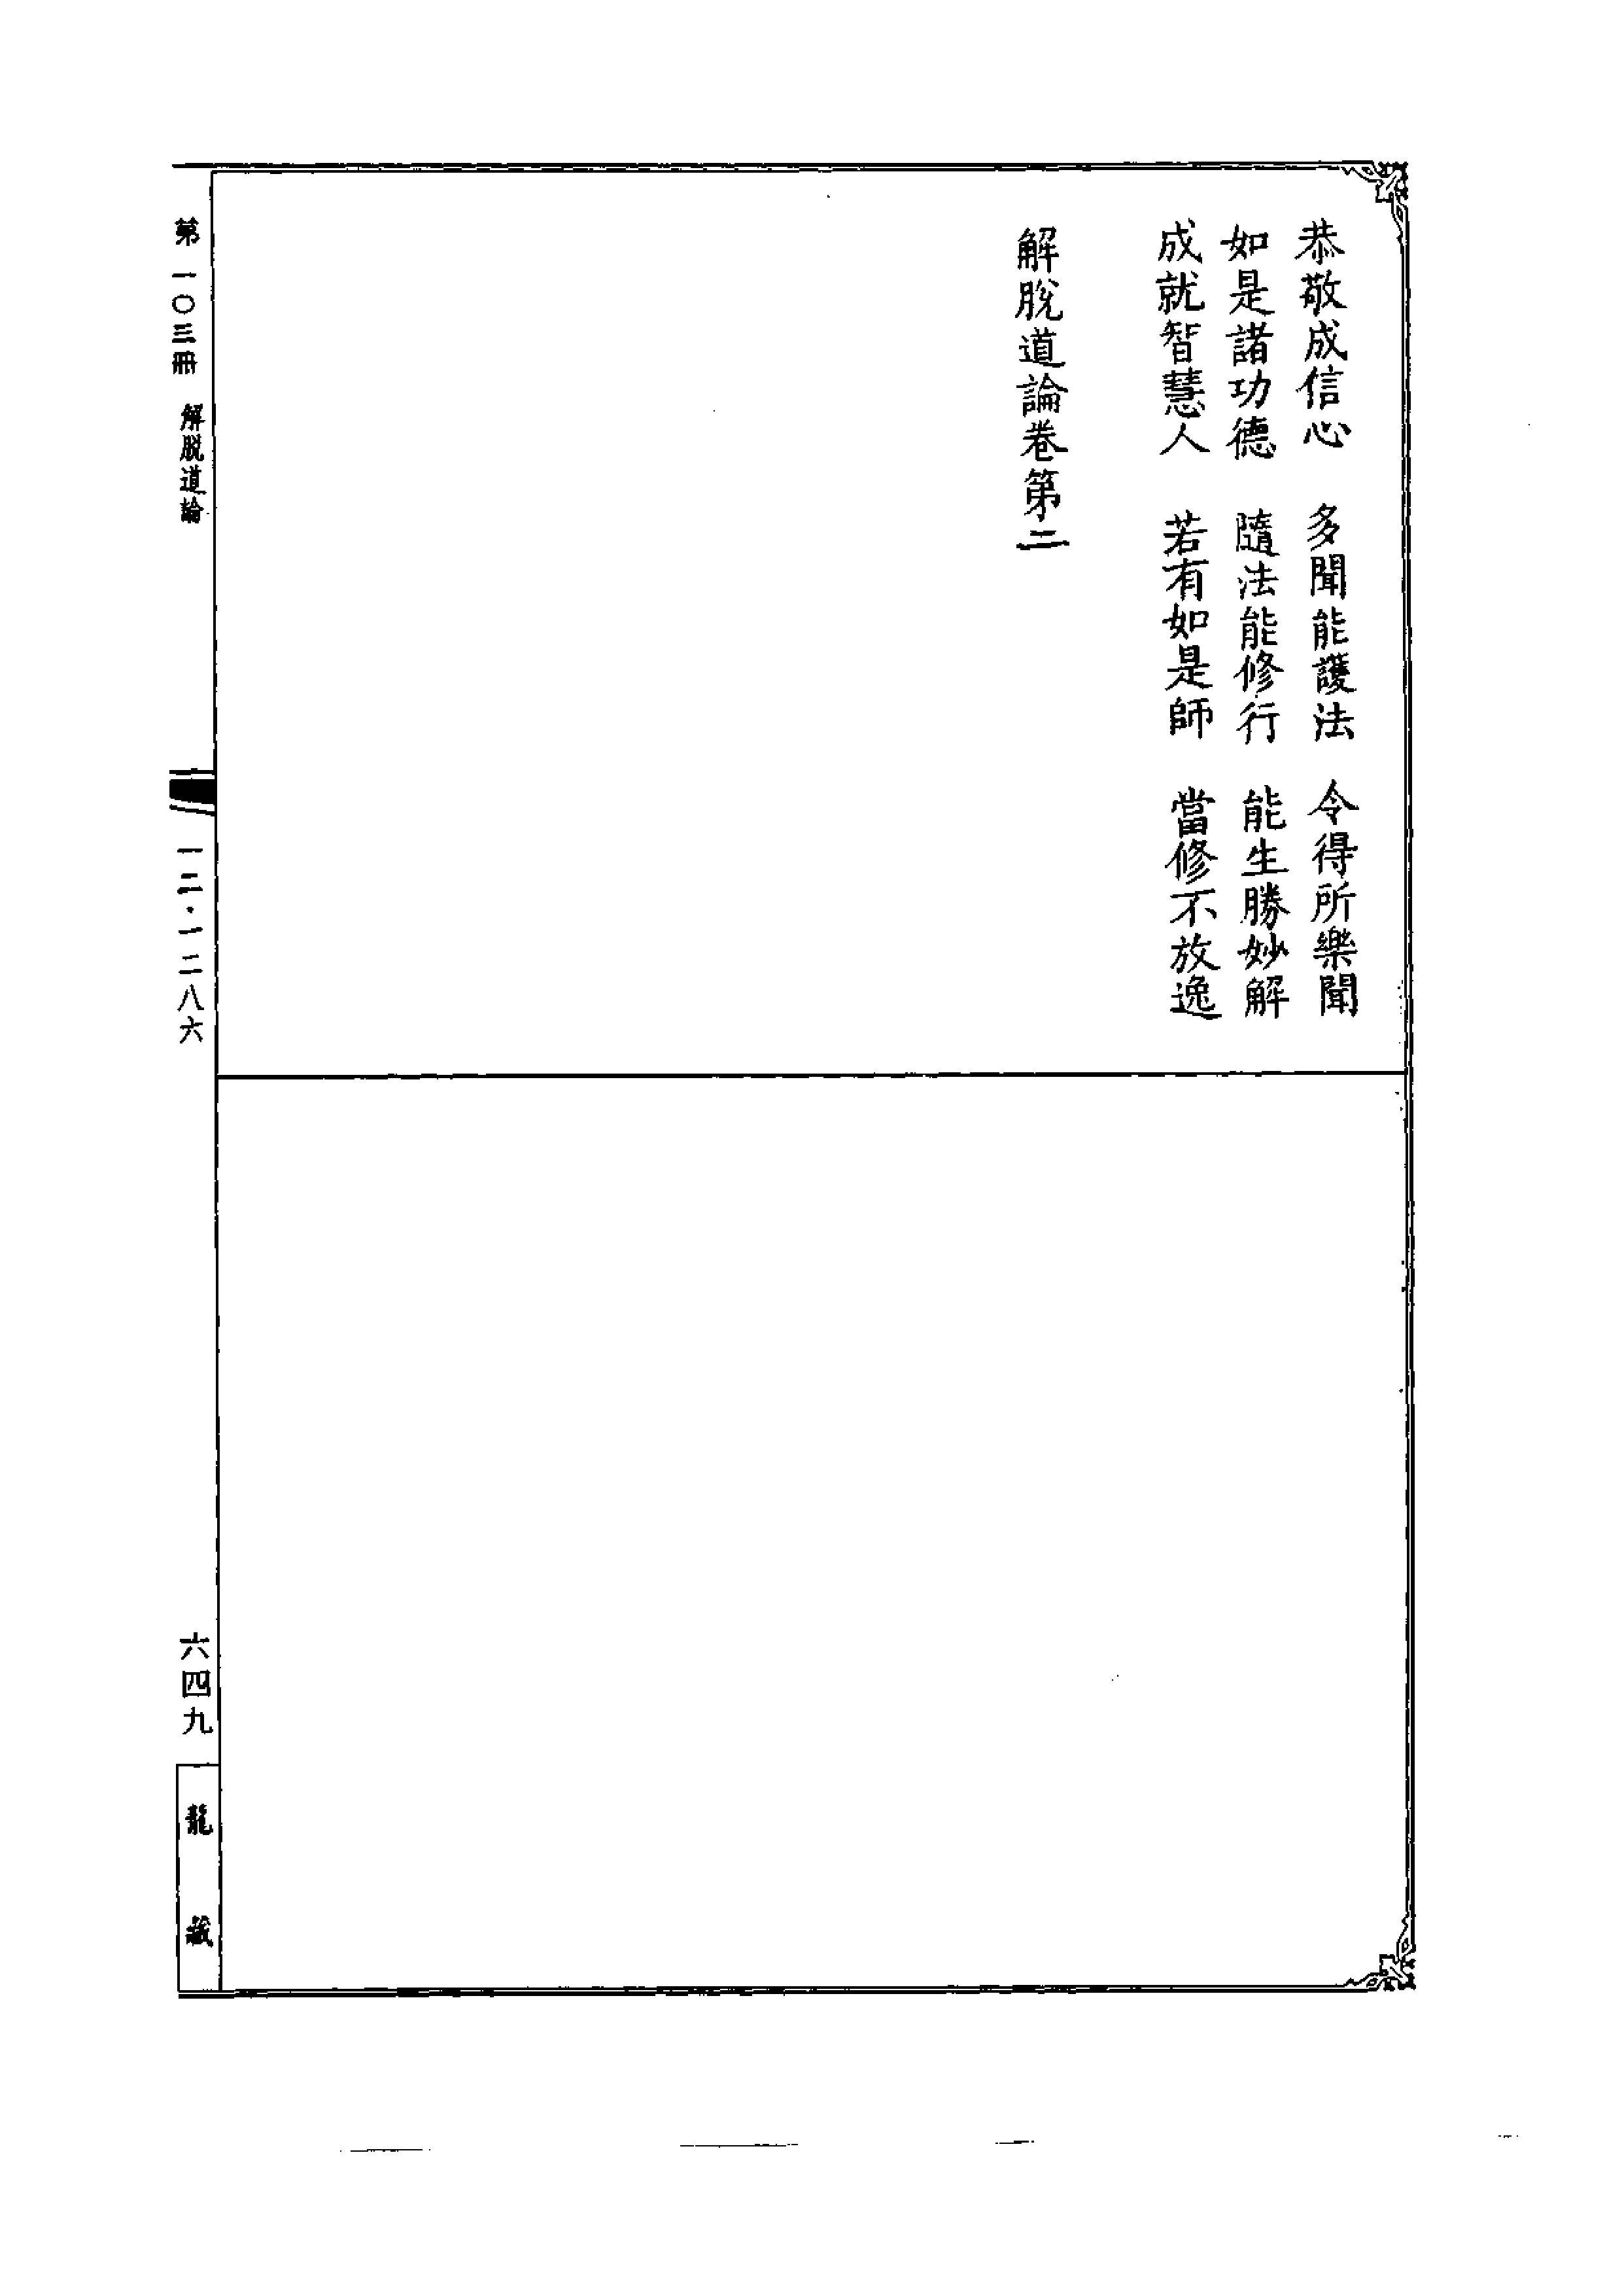 恭敬成信心　多聞能護法　令得所樂聞
如是諸功德　隨法能修行　能生勝妙解
成就智慧人　若有如是師　當修不放逸
解脫道論卷第二
第一〇三冊　解脫道論
一二·一二八六
六四九
龍藏